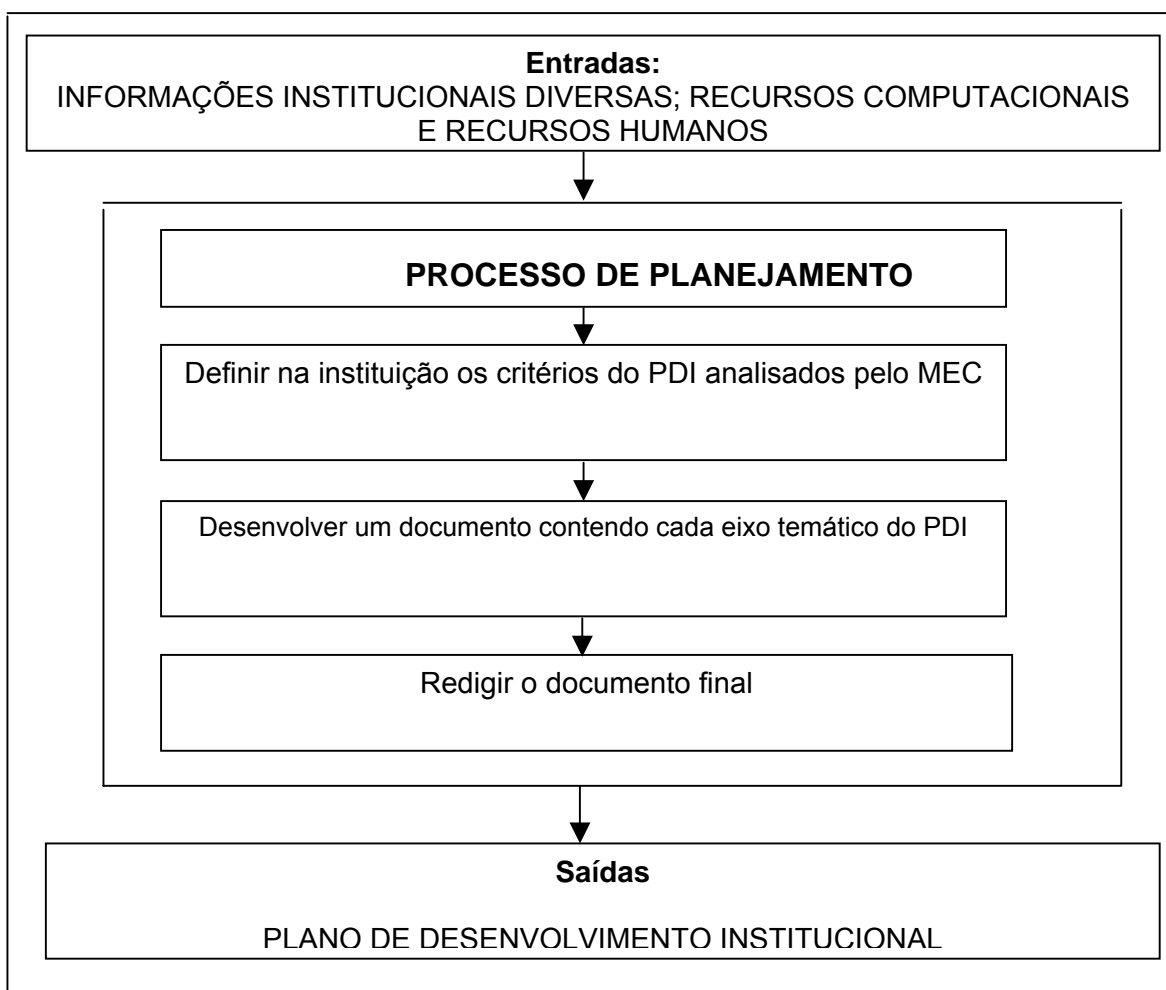 Entradas:
INFORMAÇÕES INSTITUCIONAIS DIVERSAS; RECURSOS COMPUTACIONAIS
E RECURSOS HUMANOS
PROCESSO DE PLANEJAMENTO
Definir na instituição os critérios do PDI analisados pelo MEC
Desenvolver um documento contendo cada eixo temático do PDI
Redigir o documento final
Saídas
PLANO DE DESENVOLVIMENTO INSTITUCIONAL